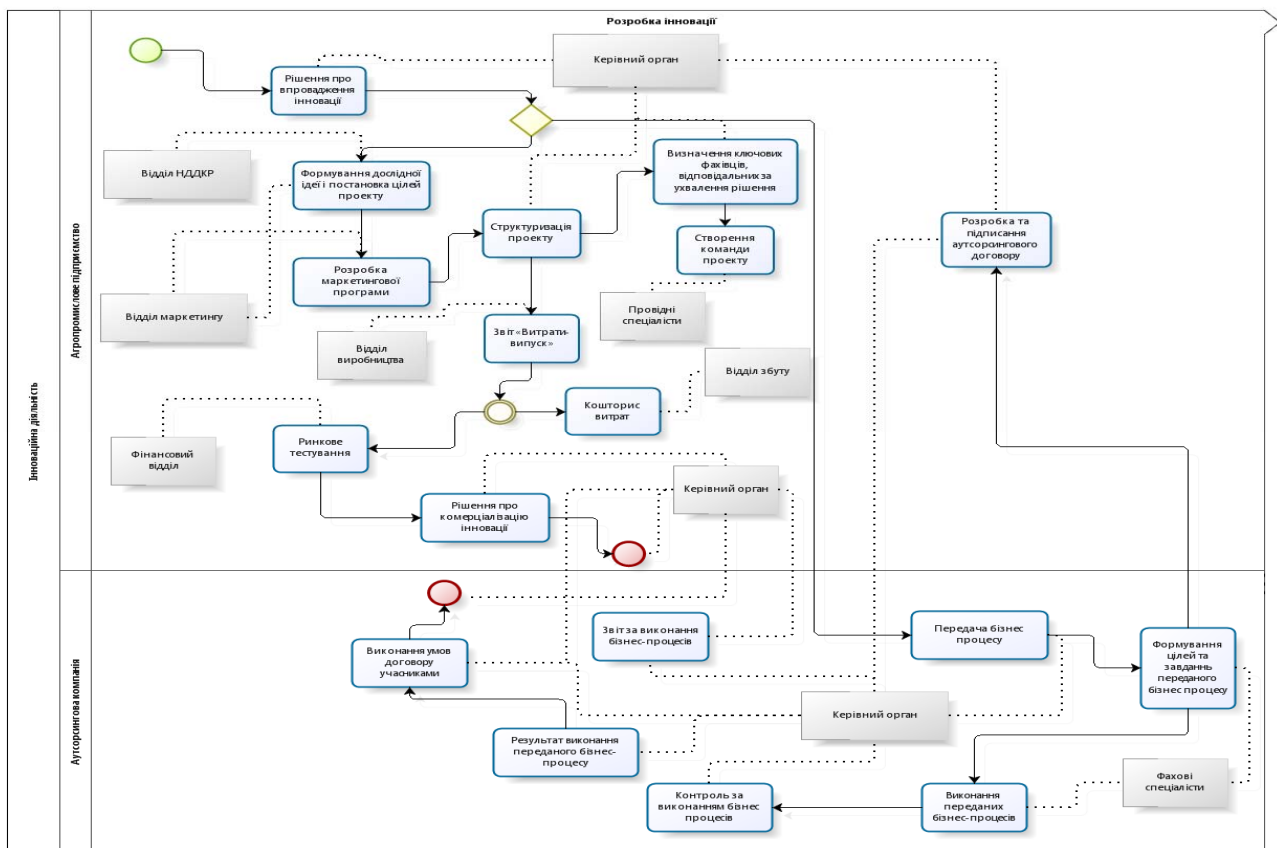 Розробка інновації
Інноваційна діяльність
Агропромислове підприємство
Керівний орган
Рішення про
впровадження
інновації
Відділ НДДКР
Формування дослідної
ідеї і постановка цілей
проекту
Визначення ключових
фахівців,
відповідальних за
ухвалення рішення
Структуризація
проекту
Створення
команди
проекту
Розробка та
підписання
аутсорсингового
договору
Розробка
маркетингової
програми
Відділ маркетингу
Провідні
спеціалісти
Відділ
виробництва
Звіт «Витрати-
випуск»
Відділ збуту
Кошторис
витрат
Фінансовий
відділ
Ринкове
тестування
Керівний орган
Рішення про
комерціалізацію
інновації
Аутсорсингова компанія
Звіт за виконання
бізнес-процесів
Передача бізнес
процесу
Виконання умов
договору
учасниками
Формування
цілей та
завданнь
переданого
бізнес процесу
Керівний орган
Результат виконання
переданого бізнес-
процесу
Фахові
спеціалісти
Контроль за
виконанням бізнес
процесів
Виконання
переданих
бізнес-процесів